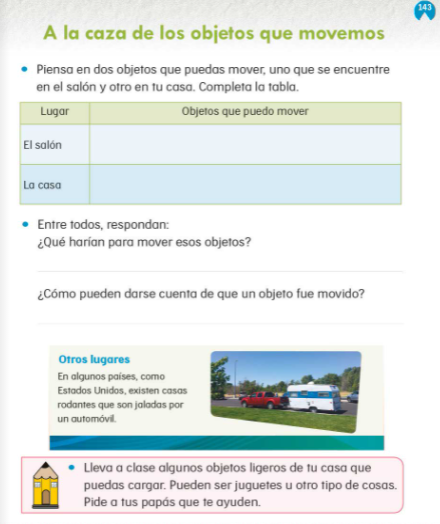 143
A la caza de los objetos que movemos
Piensa en dos objetos que puedas mover, uno que se encuentre
en el salón y otro en tu casa. Completa la tabla.
Lugar
Objetos que puedo mover
El salón
La casa
Entre todos, respondan:
¿Qué harían para mover esos objetos?
¿Cómo pueden darse cuenta de que un objeto fue movido?
Otros lugares
En algunos países, como
Estados Unidos, existen casas
rodantes que son jaladas por
un automóvil.
Lleva a clase algunos objetos ligeros de tu casa que
puedas cargar. Pueden ser juguetes u otro tipo de cosas.
Pide a tus papás que te ayuden.